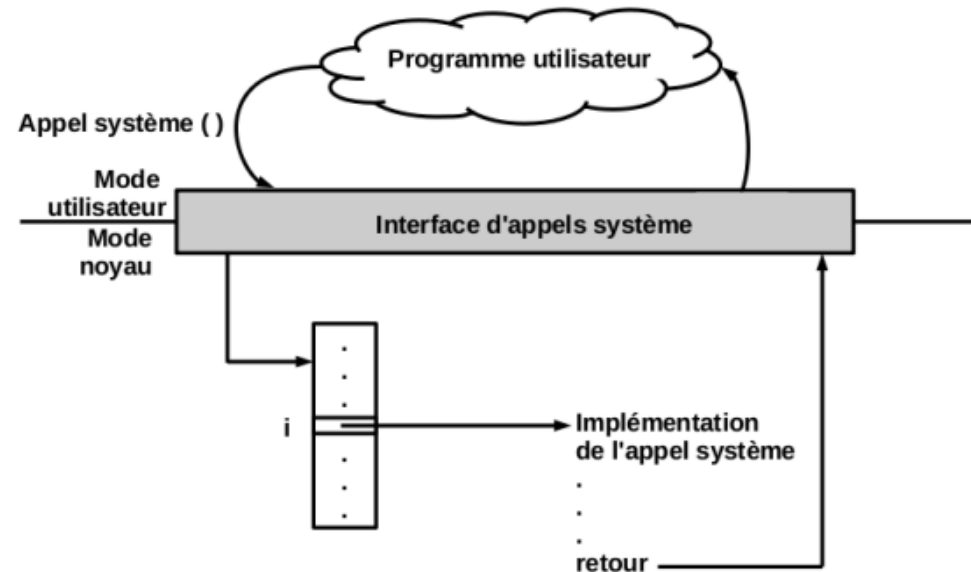 Programme utilisateur
Appel système ( )
Mode
utilisateur
Interface d'appels système
Mode
noyau
.
.
.
i
.
.
.
Implémentation
de l'appel système
.
.
.
retour